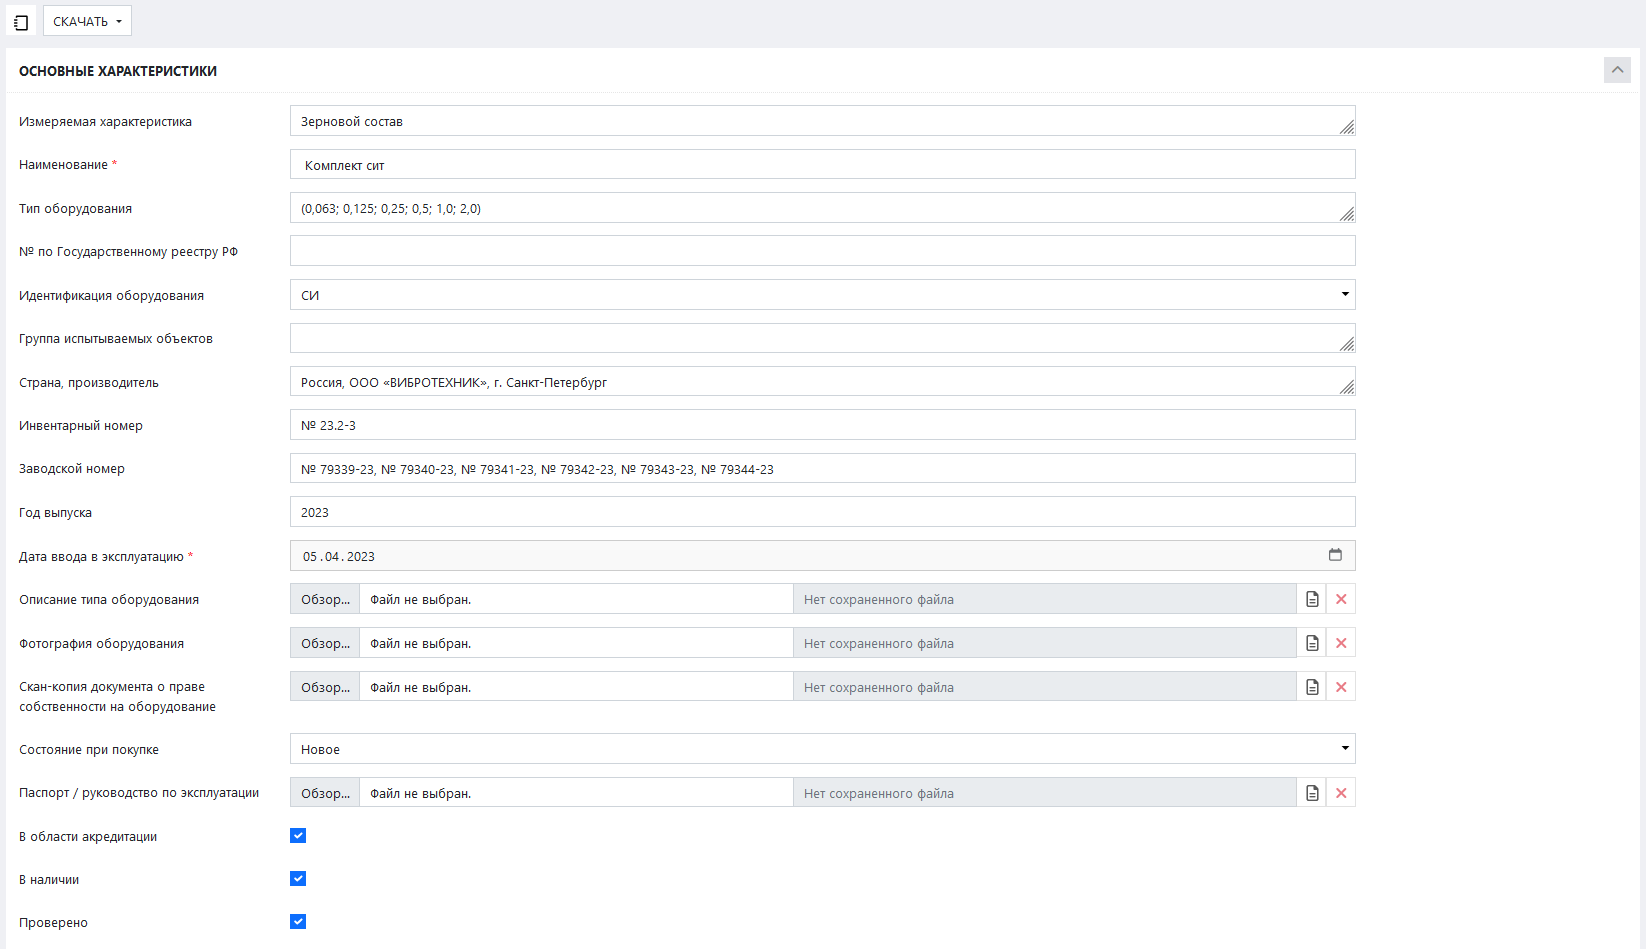 СКАЧАТЬ
ОСНОВНЫЕ ХАРАКТЕРИСТИКИ
Измеряемая характеристика
Зерновой состав
Наименование *
Комплект сит
Тип оборудования
(0,063; 0,125; 0,25; 0,5; 1,0; 2,0)
№ по Государственному реестру РФ
Идентификация оборудования
СИ
Группа испытываемых объектов
Страна, производитель
Россия, ООО «ВИБРОТЕХНИК», г. Санкт-Петербург
Инвентарный номер
№ 23.2-3
Заводской номер
№ 79339-23, № 79340-23, № 79341-23, № 79342-23, № 79343-23, № 79344-23
Год выпуска
2023
Дата ввода в эксплуатацию *
05.04.2023
Описание типа оборудования
Обзор... Файл не выбран. Нет сохраненного файла
Фотография оборудования
Обзор... Файл не выбран. Нет сохраненного файла
Скан-копия документа о праве
собственности на оборудование
Обзор... Файл не выбран. Нет сохраненного файла
Состояние при покупке
Новое
Паспорт / руководство по эксплуатации
Обзор... Файл не выбран. Нет сохраненного файла
В области акредитации
В наличии
Проверено